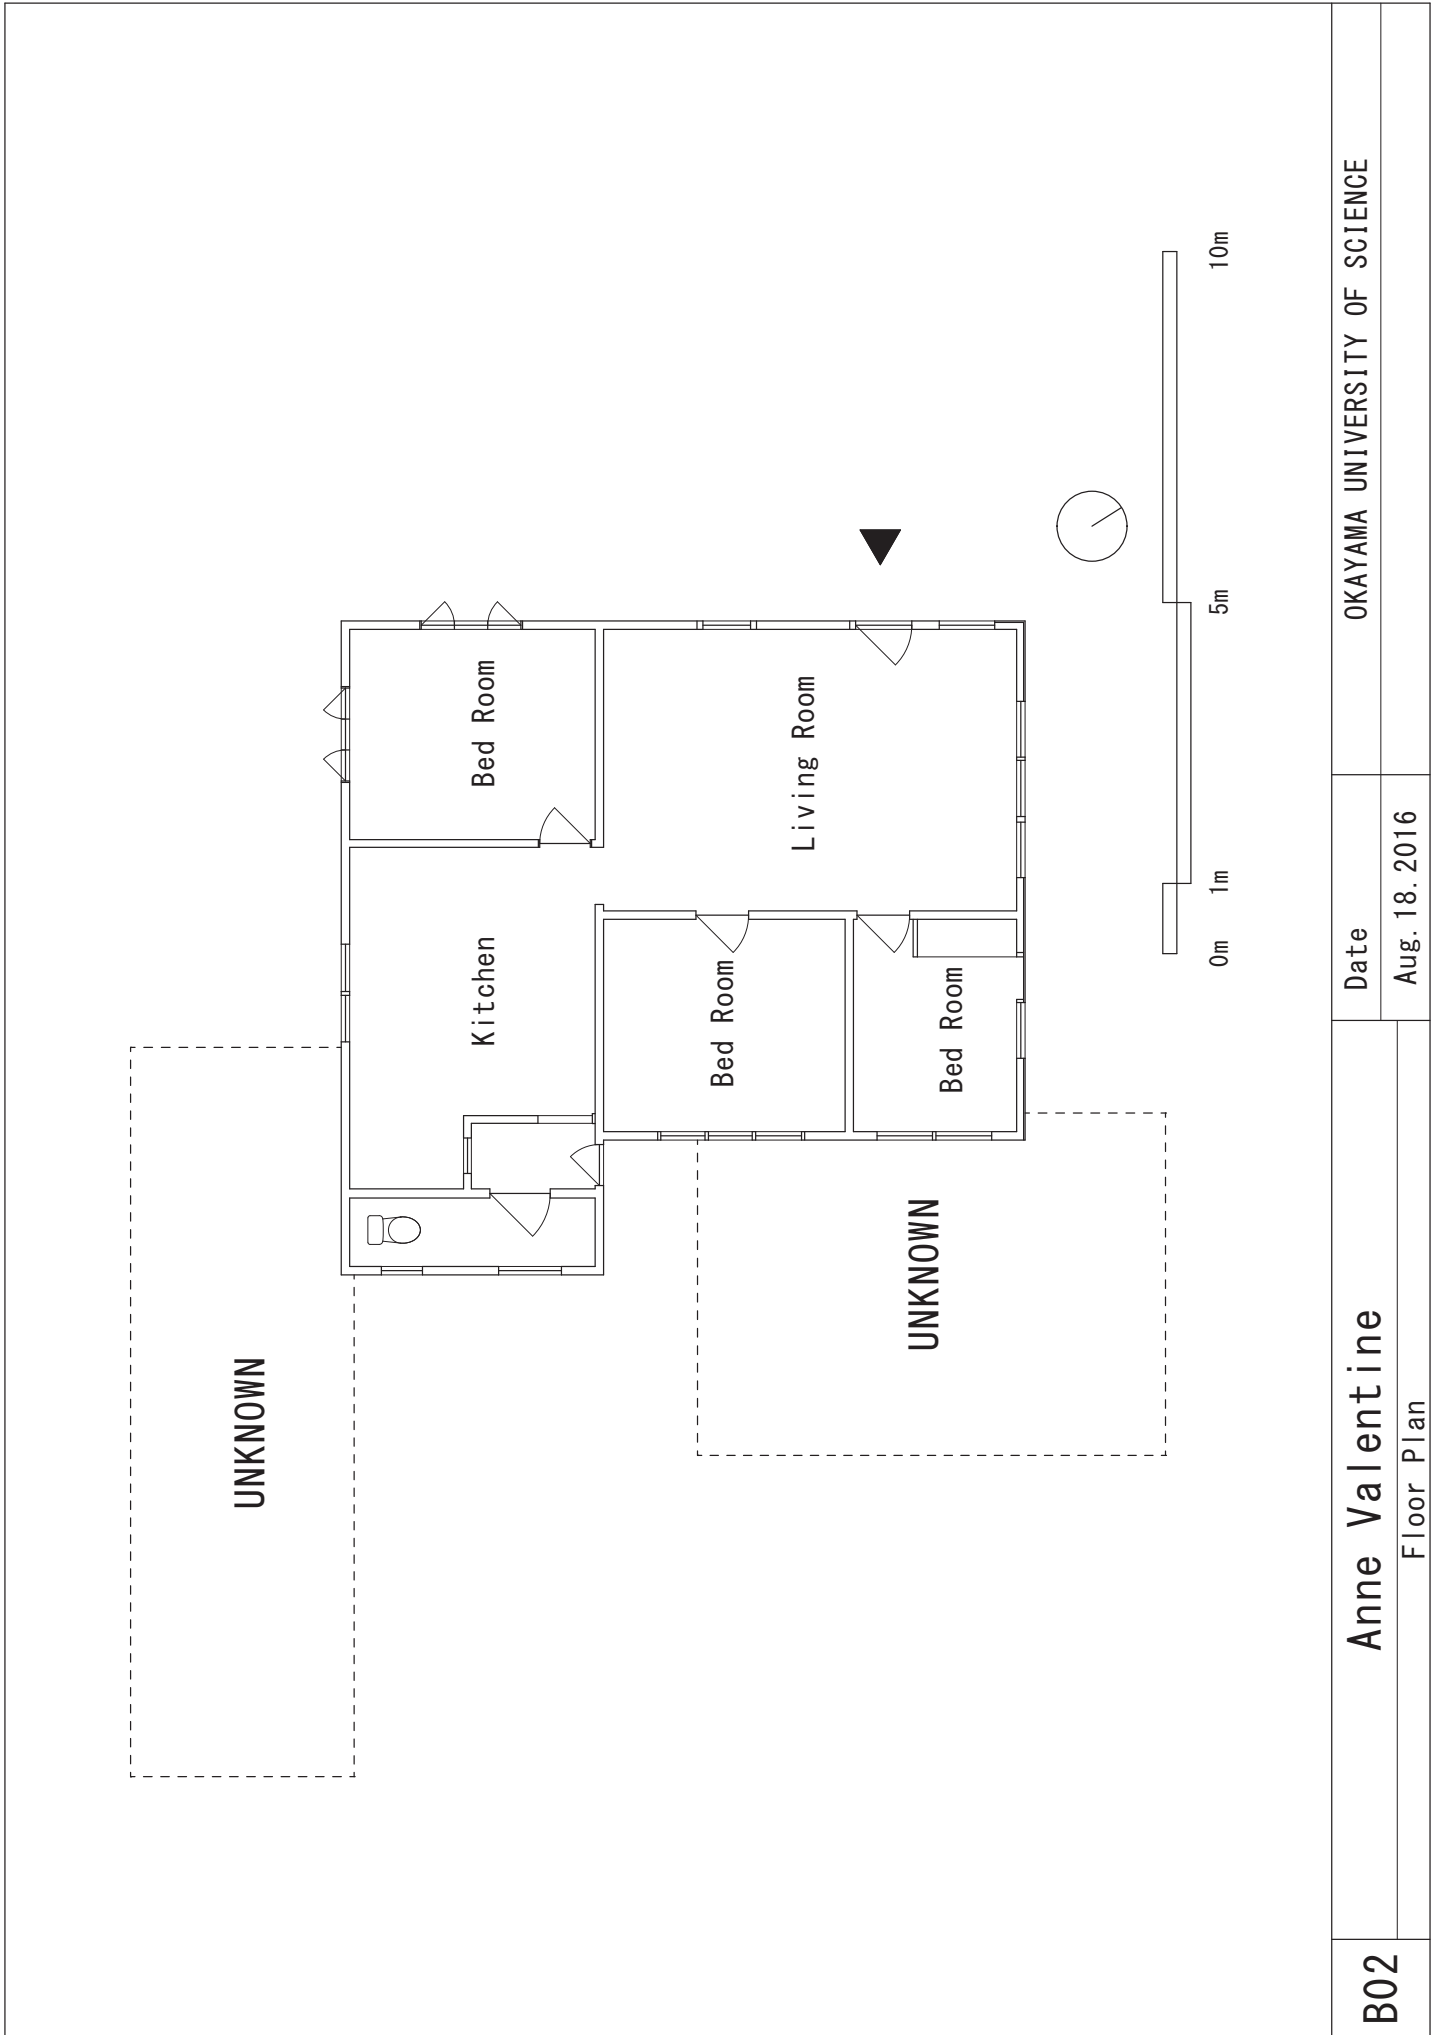 UNKNOWN
UNKNOWN
Kitchen
Bed Room
Bed Room
Bed Room
Living Room
0m 1m 5m 10m
B02
Anne Valentine
Floor Plan
Date
Aug. 18. 2016
OKAYAMA UNIVERSITY OF SCIENCE